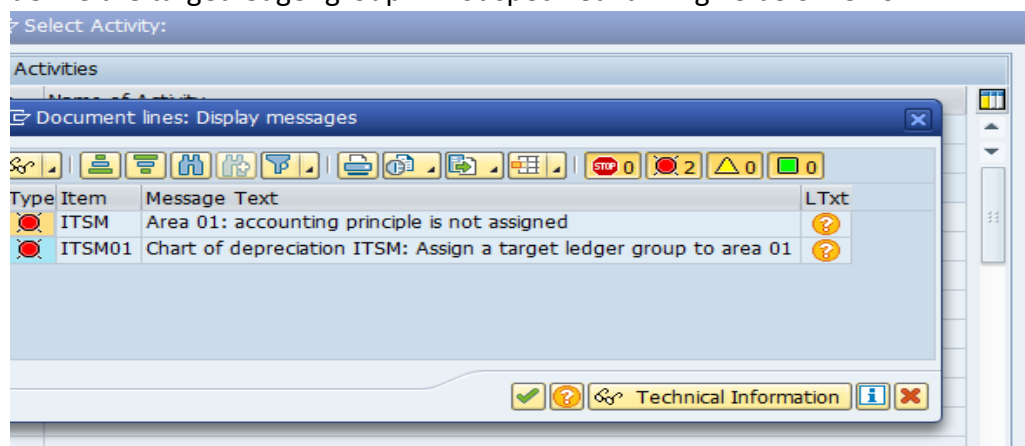 Select Activity:
Activities
Document lines: Display messages
STOP 0 2 0 0
Type Item Message Text LTxt
ITSM Area 01: accounting principle is not assigned
ITSM01 Chart of depreciation ITSM: Assign a target ledger group to area 01
Technical Information